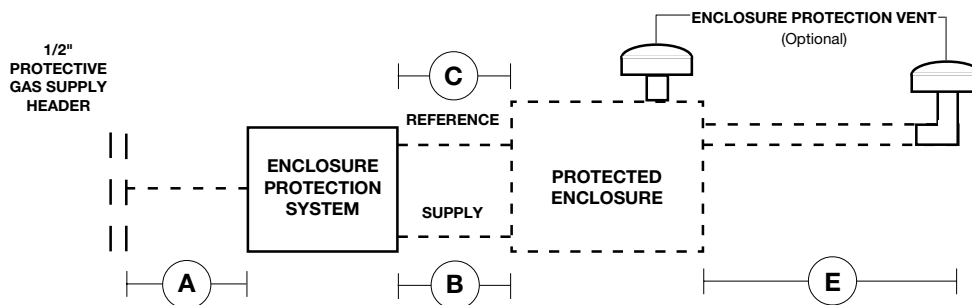 ENCLOSURE PROTECTION VENT
(Optional)
1/2"
PROTECTIVE
GAS SUPPLY
HEADER
C
REFERENCE
ENCLOSURE
PROTECTION
SYSTEM
PROTECTED
ENCLOSURE
SUPPLY
A
B
E